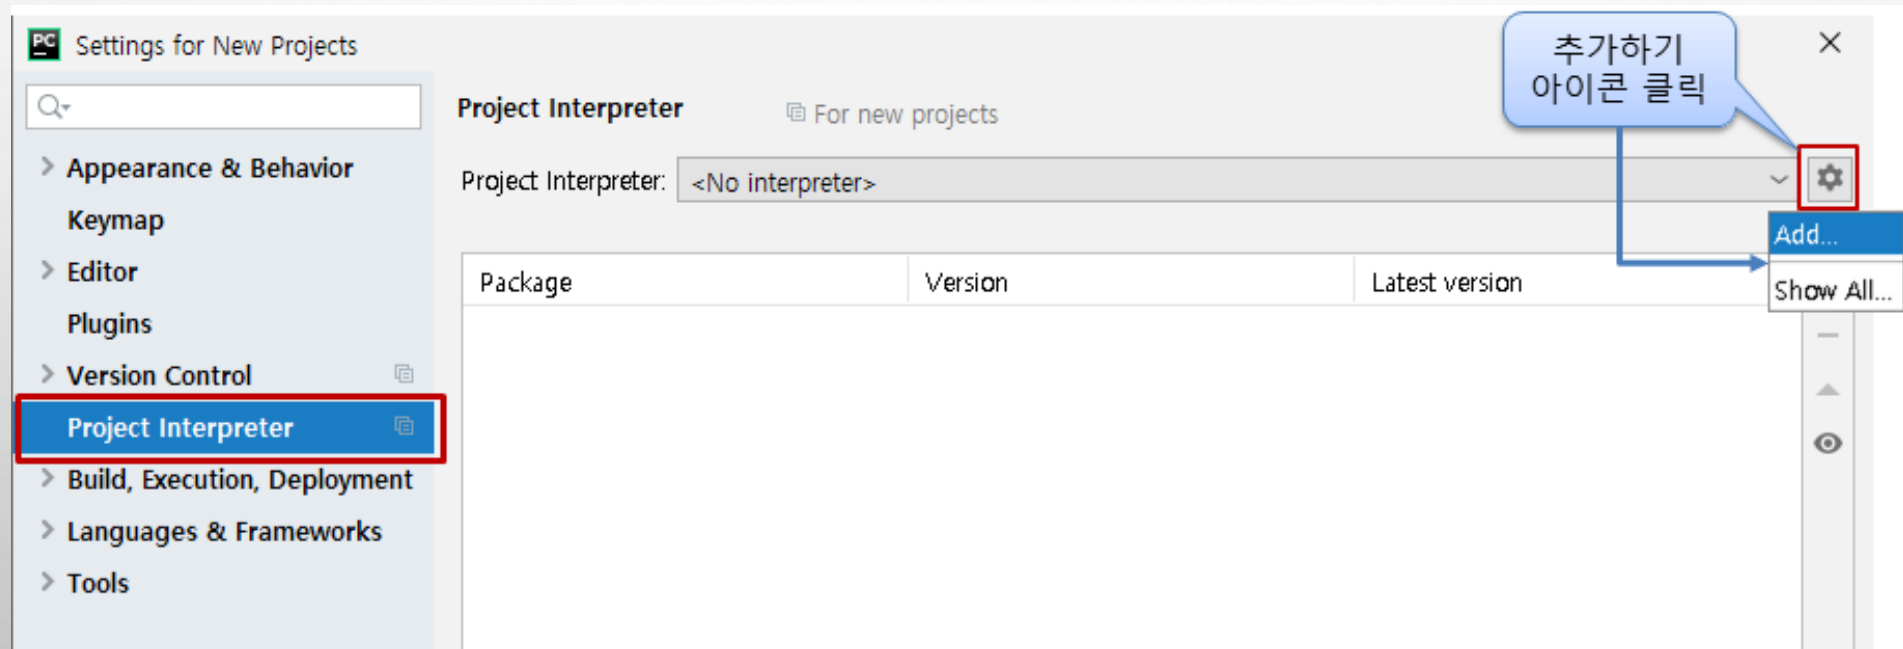 PC Settings for New Projects
추가하기
아이콘 클릭
Project Interpreter For new projects
Appearance & Behavior
Project Interpreter: <No interpreter>
Keymap
Add...
Editor
Package Version Latest version
Show All...
Plugins
Version Control
Project Interpreter
Build, Execution, Deployment
Languages & Frameworks
Tools